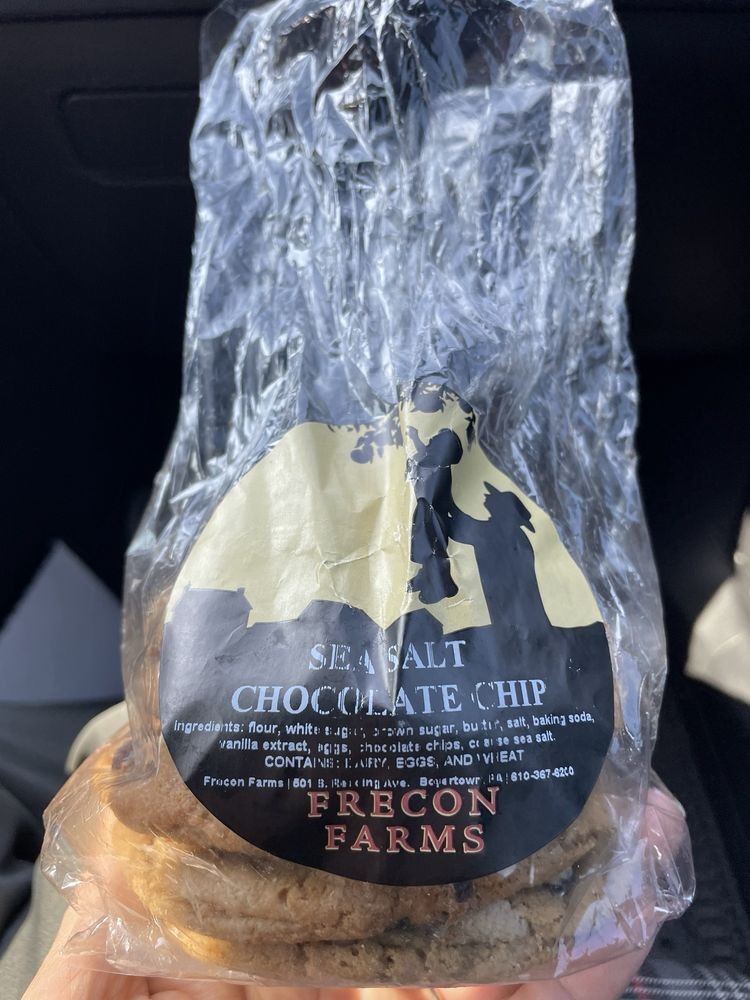 SEA SALT
CHOCOLATE CHIP
Ingredients: flour, white sugar, brown sugar, butter, salt, baking soda,
vanilla extract, eggs, chocolate chips, coarse sea salt.
CONTAINS: DAIRY, EGGS, AND WHEAT
Frecon Farms | 501 S. Reading Ave. Boyertown, PA | 610-367-6200
FRECON
FARMS